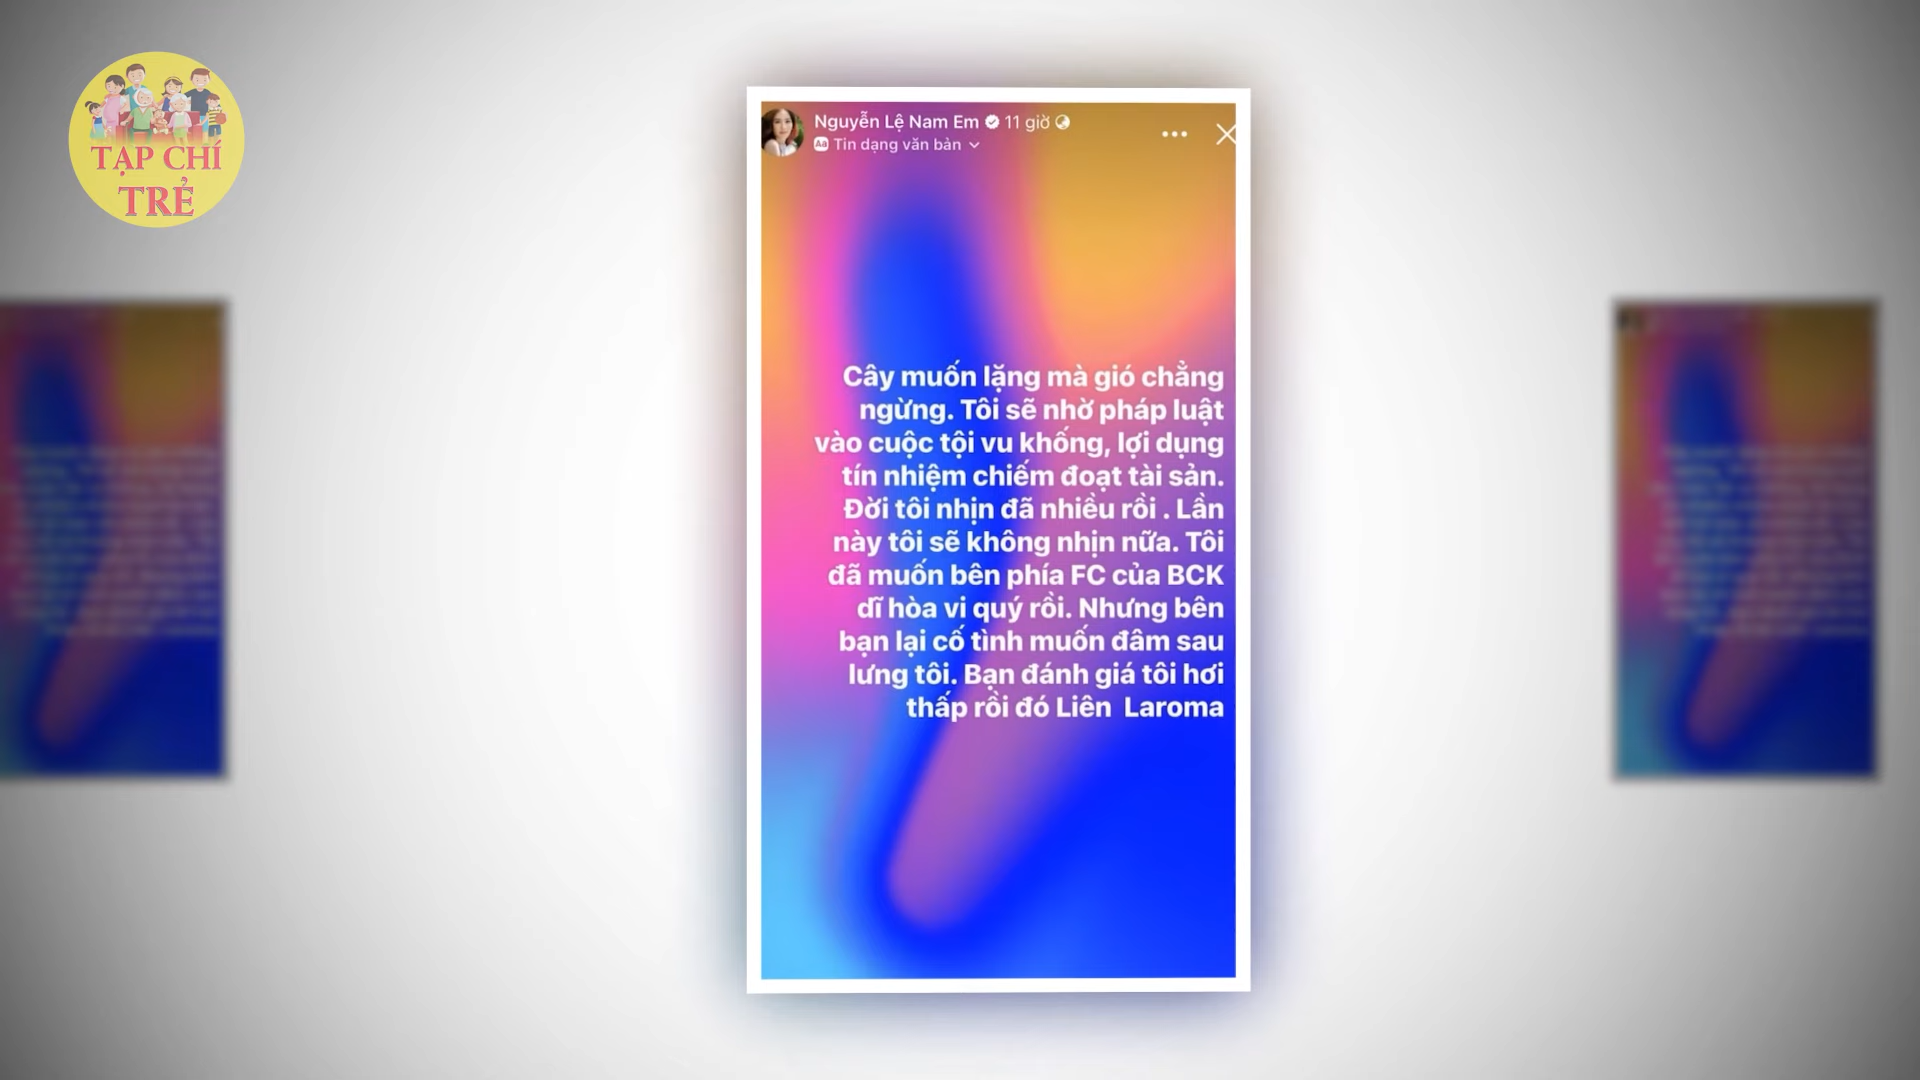 TẠP CHÍ
TRẺ
Nguyễn Lệ Nam Em 11 giờ
Aa Tin dạng văn bản
Cây muốn lặng mà gió chẳng
ngừng. Tôi sẽ nhờ pháp luật
vào cuộc tội vu khống, lợi dụng
tín nhiệm chiếm đoạt tài sản.
Đời tôi nhịn đã nhiều rồi . Lần
này tôi sẽ không nhịn nữa. Tôi
đã muốn bên phía FC của BCK
dĩ hòa vi quý rồi. Nhưng bên
bạn lại cố tình muốn đâm sau
lưng tôi. Bạn đánh giá tôi hơi
thấp rồi đó Liên Laroma